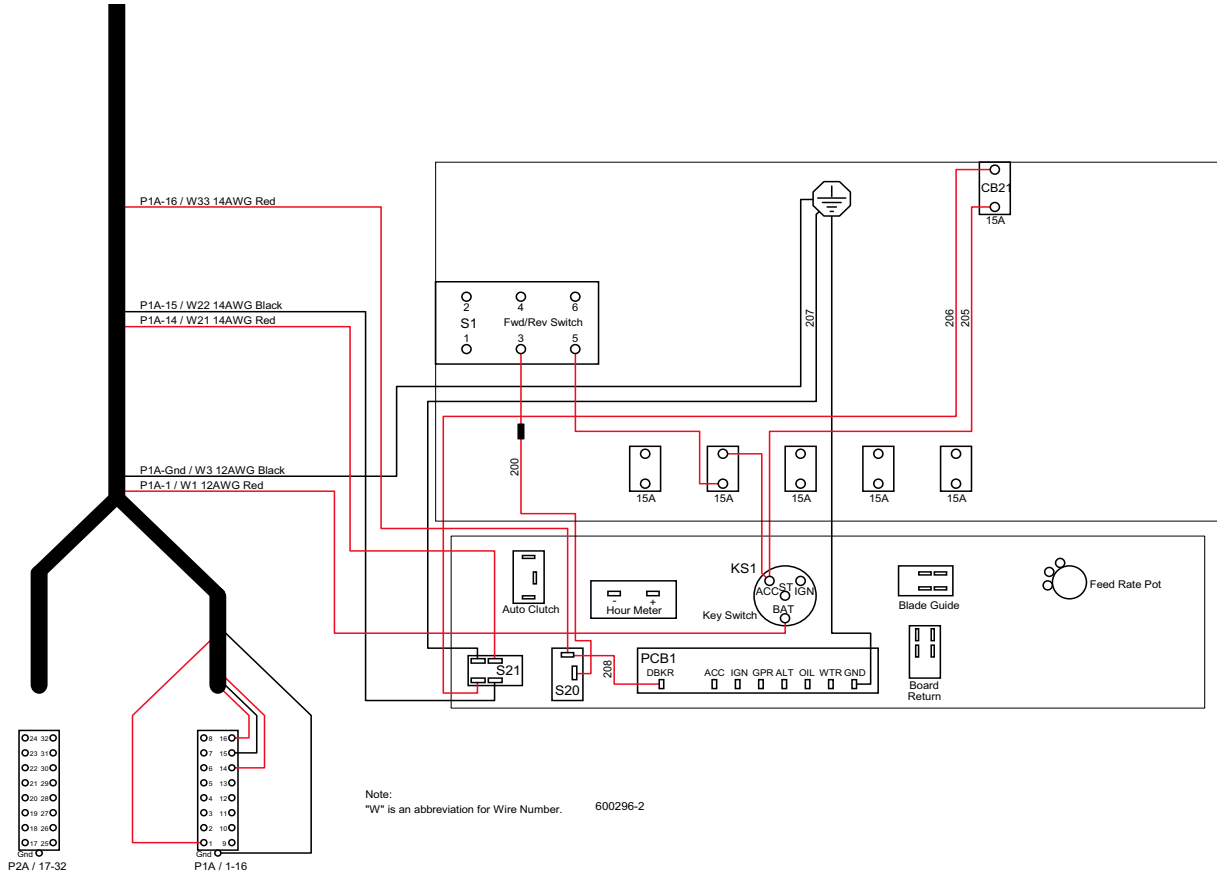 P1A-16 / W33 14AWG Red
CB21
15A
P1A-15 / W22 14AWG Black
P1A-14 / W21 14AWG Red
2 4 6
S1 Fwd/Rev Switch
1 3 5
207
206
205
P1A-Gnd / W3 12AWG Black
P1A-1 / W1 12AWG Red
200
15A 15A 15A 15A 15A
Auto Clutch
- +
Hour Meter
KS1
ACC ST IGN
BAT
Key Switch
Blade Guide
Feed Rate Pot
S21
S20
208
PCB1
DBKR ACC IGN GPR ALT OIL WTR GND
Board
Return
24 32
23 31
22 30
21 29
20 28
19 27
18 26
17 25
Gnd
P2A / 17-32
8 16
7 15
6 14
5 13
4 12
3 11
2 10
1 9
Gnd
P1A / 1-16
Note:
"W" is an abbreviation for Wire Number.
600296-2